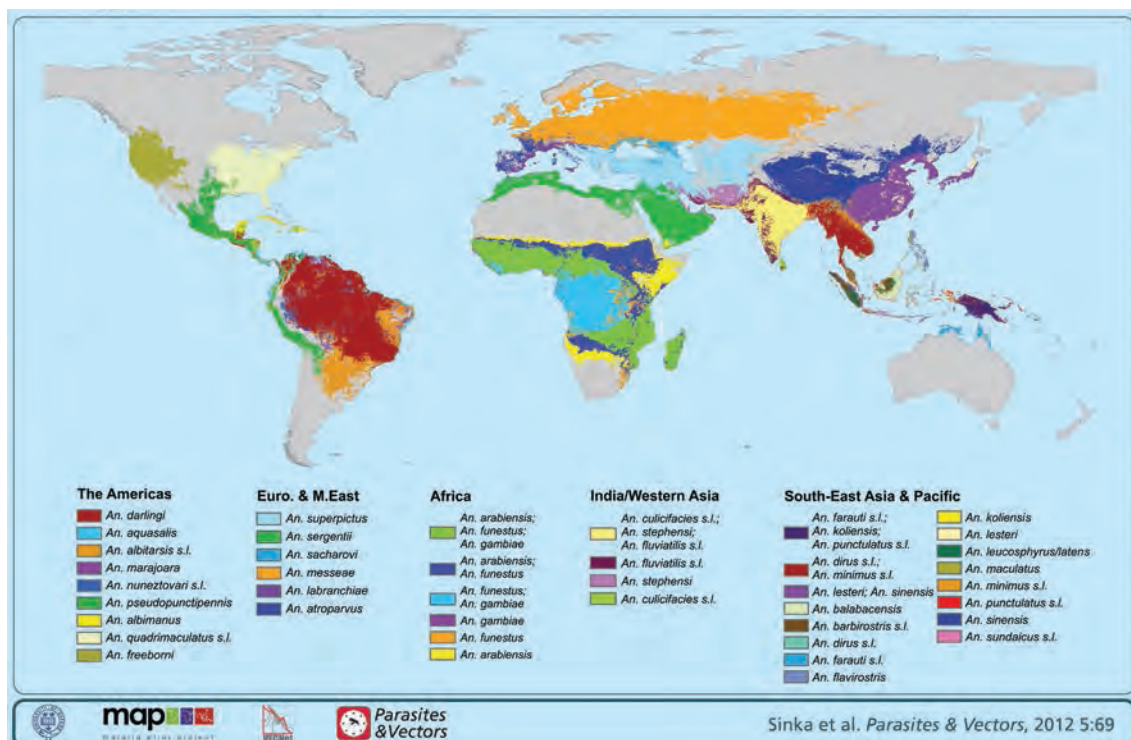 The Americas
An. darlingi
An. aquasalis
An. albitarsis s.l.
An. marajoara
An. nuneztovari s.l.
An. pseudopunctipennis
An. albimanus
An. quadrimaculatus s.l.
An. freeborni
Euro. & M.East
An. superpictus
An. sergentii
An. sacharovi
An. messeae
An. labranchiae
An. atroparvus
Africa
An. arabiensis;
An. funestus;
An. gambiae
An. arabiensis;
An. funestus
An. funestus;
An. gambiae
An. gambiae
An. funestus
An. arabiensis
India/Western Asia
An. culicifacies s.l.;
An. stephensi;
An. fluviatilis s.l.
An. fluviatilis s.l.
An. stephensi
An. culicifacies s.l.
South-East Asia & Pacific
An. farauti s.l.;
An. koliensis;
An. punctulatus s.l.
An. dirus s.l.;
An. minimus s.l.
An. lesteri; An. sinensis
An. balabacensis
An. barbirostris s.l.
An. dirus s.l.
An. farauti s.l.
An. flavirostris
An. koliensis
An. lesteri
An. leucosphyrus/latens
An. maculatus
An. minimus s.l.
An. punctulatus s.l.
An. sinensis
An. sundaicus s.l.
map
malaria atlas project
Parasites
&Vectors
Sinka et al. Parasites & Vectors, 2012 5:69